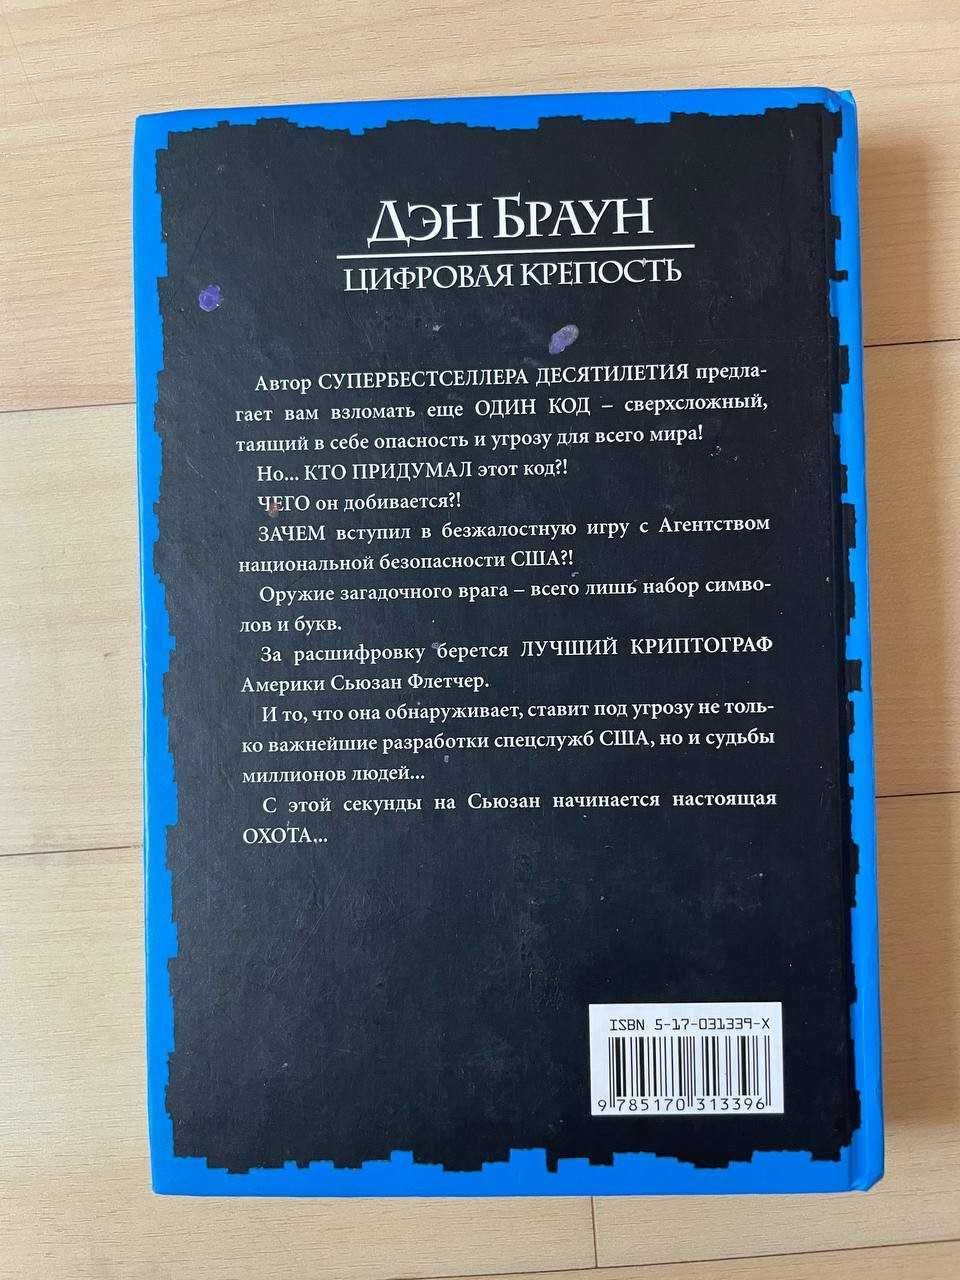 ДЭН БРАУН
ЦИФРОВАЯ КРЕПОСТЬ
Автор СУПЕРБЕСТСЕЛЛЕРА ДЕСЯТИЛЕТИЯ предла-
гает вам взломать еще ОДИН КОД – сверхсложный,
таящий в себе опасность и угрозу для всего мира!
Но... КТО ПРИДУМАЛ этот код?!
ЧЕГО он добивается?!
ЗАЧЕМ вступил в безжалостную игру с Агентством
национальной безопасности США?!
Оружие загадочного врага – всего лишь набор симво-
лов и букв.
За расшифровку берется ЛУЧШИЙ КРИПТОГРАФ
Америки Сьюзан Флетчер.
И то, что она обнаруживает, ставит под угрозу не толь-
ко важнейшие разработки спецслужб США, но и судьбы
миллионов людей...
С этой секунды на Сьюзан начинается настоящая
ОХОТА...
ISBN 5-17-031339-X
9 785170 313396